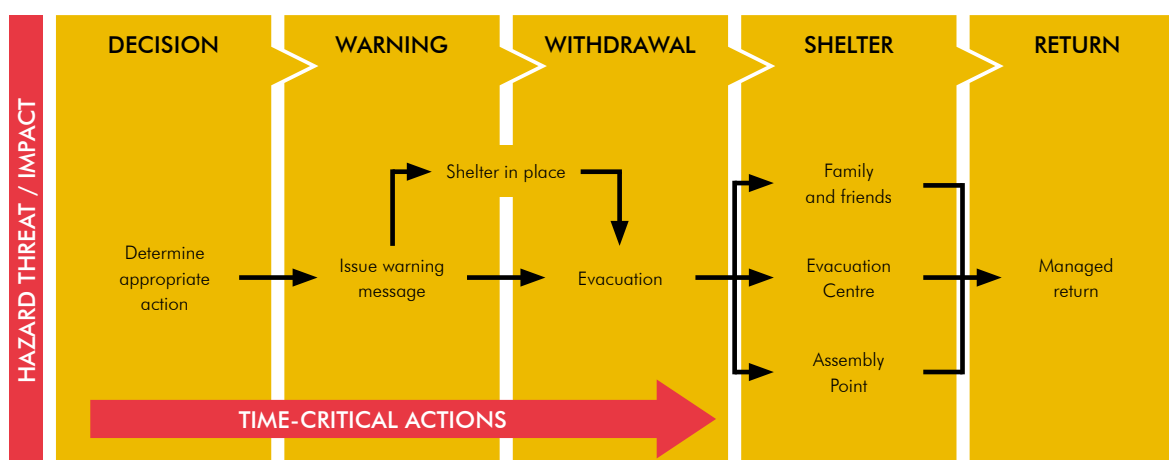 HAZARD THREAT / IMPACT
DECISION
WARNING
WITHDRAWAL
SHELTER
RETURN
Determine
appropriate
action
Issue warning
message
Shelter in place
Evacuation
Family
and friends
Evacuation
Centre
Assembly
Point
Managed
return
TIME-CRITICAL ACTIONS